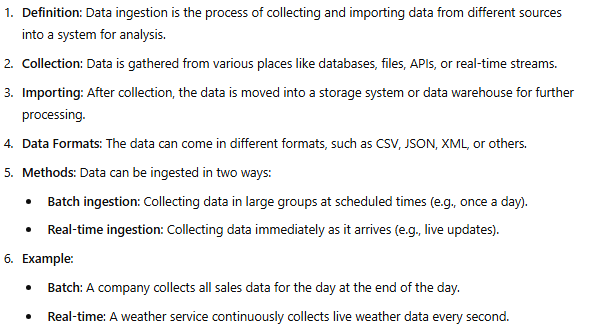 1. Definition: Data ingestion is the process of collecting and importing data from different sources
into a system for analysis.
2. Collection: Data is gathered from various places like databases, files, APIs, or real-time streams.
3. Importing: After collection, the data is moved into a storage system or data warehouse for further
processing.
4. Data Formats: The data can come in different formats, such as CSV, JSON, XML, or others.
5. Methods: Data can be ingested in two ways:
• Batch ingestion: Collecting data in large groups at scheduled times (e.g., once a day).
• Real-time ingestion: Collecting data immediately as it arrives (e.g., live updates).
6. Example:
• Batch: A company collects all sales data for the day at the end of the day.
• Real-time: A weather service continuously collects live weather data every second.